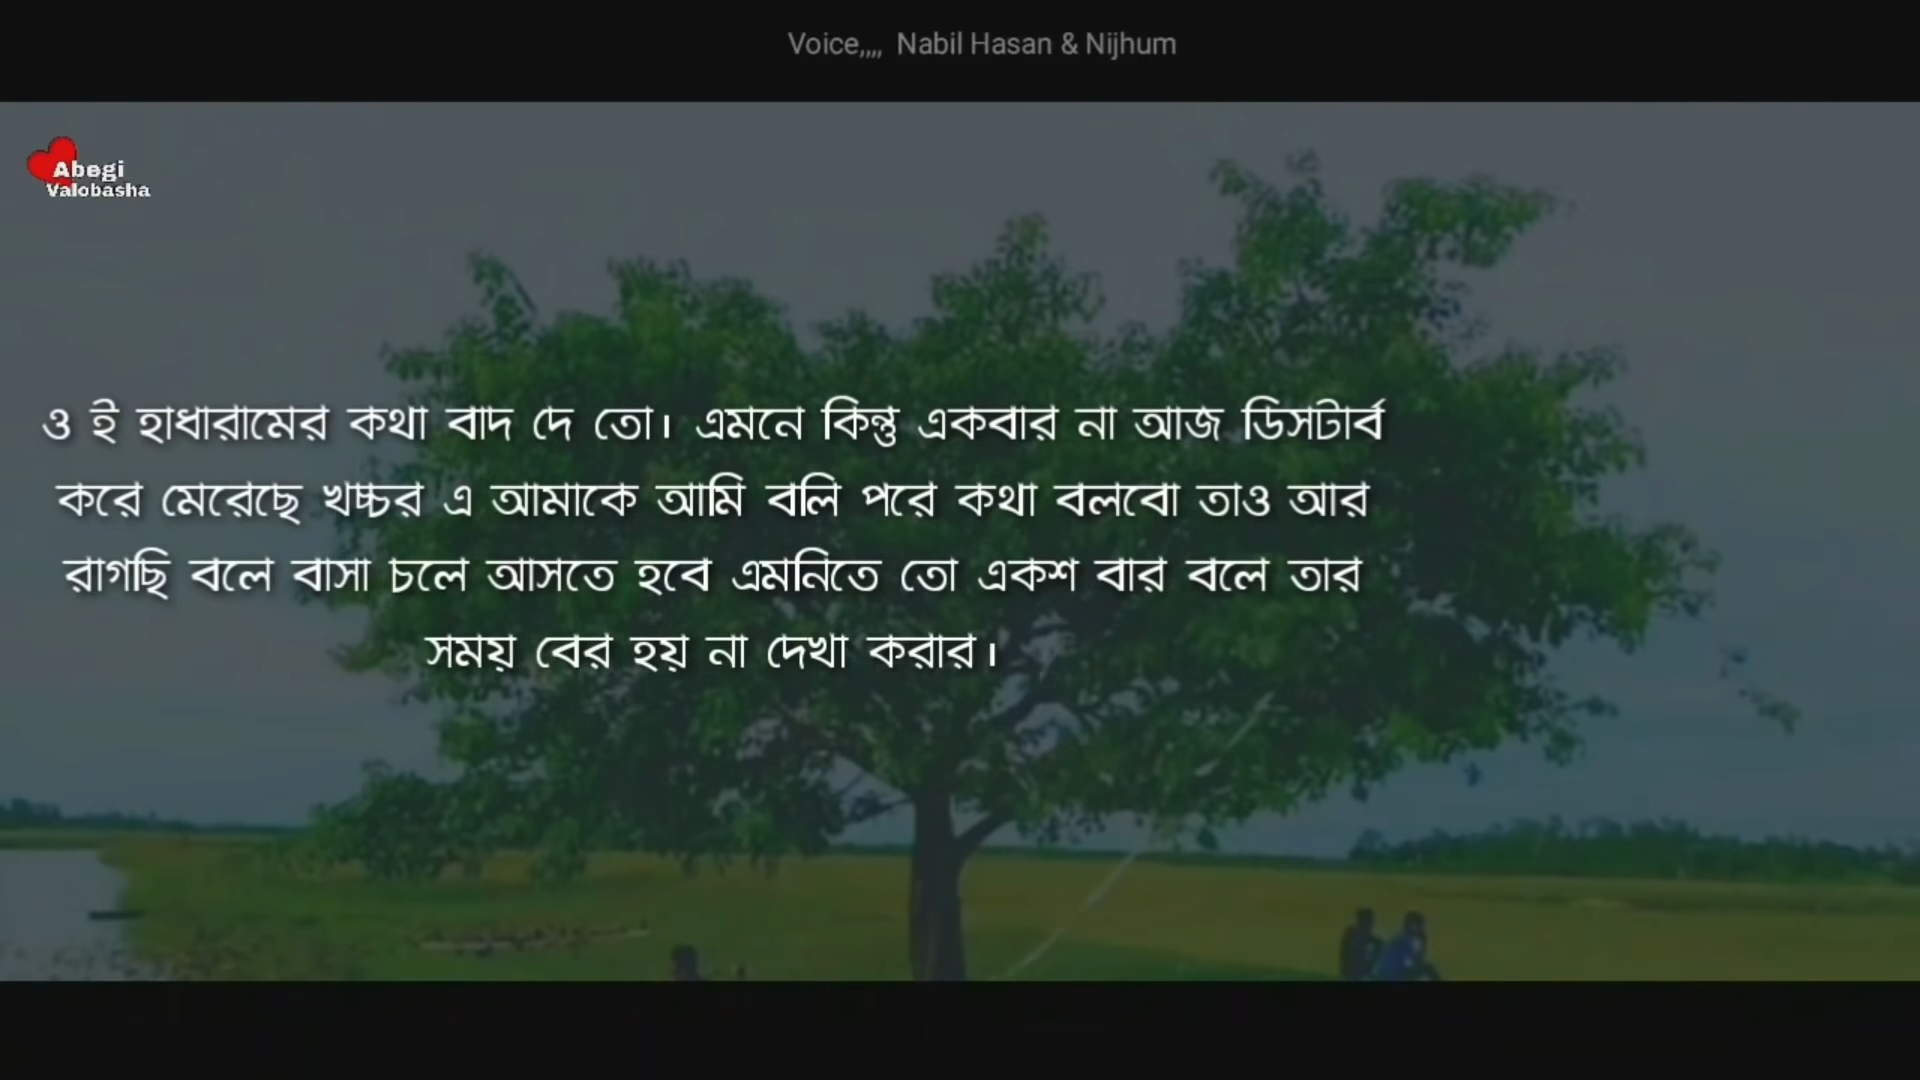 Voice,,,, Nabil Hasan & Nijhum
Abegi
Valobasha
ও ই হাধারামের কথা বাদ দে তো। এমনে কিন্তু একবার না আজ ডিসটার্ব
করে মেরেছে খচ্চর এ আমাকে আমি বলি পরে কথা বলবো তাও আর
রাগছি বলে বাসা চলে আসতে হবে এমনিতে তো একশ বার বলে তার
সময় বের হয় না দেখা করার।